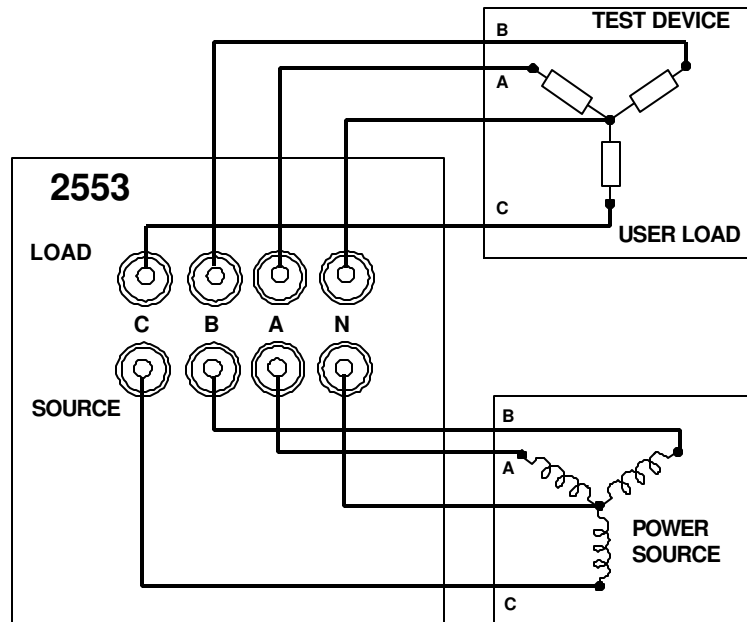 B
TEST DEVICE
A
2553
C
USER LOAD
LOAD
C B A N
SOURCE
B
A
POWER
SOURCE
C